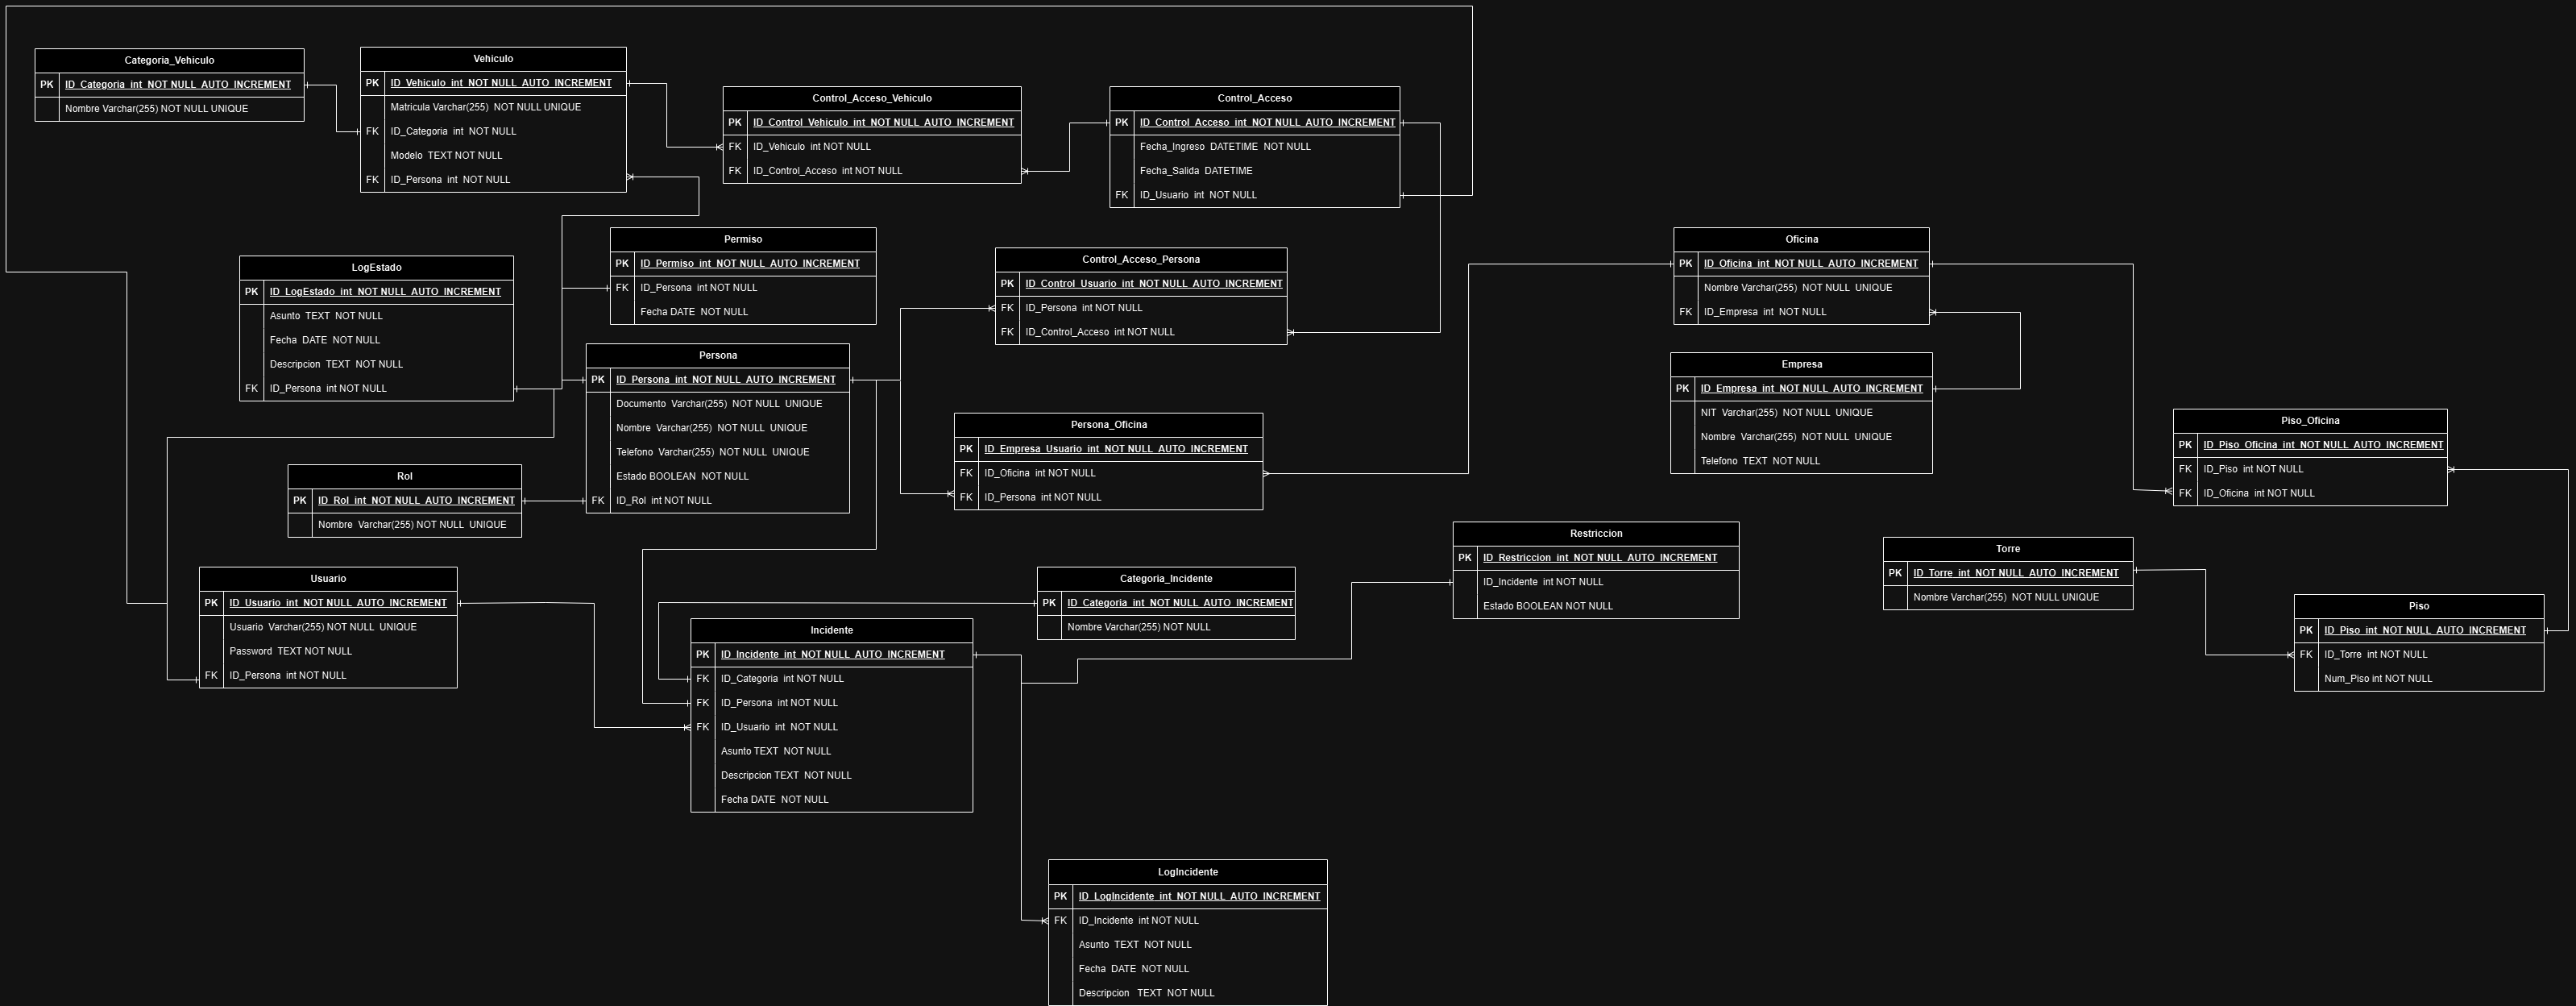 Categoria_Vehiculo
PK ID_Categoria int NOT NULL AUTO_INCREMENT
Nombre Varchar(255) NOT NULL UNIQUE
Vehiculo
PK ID_Vehiculo int NOT NULL AUTO_INCREMENT
Matricula Varchar(255) NOT NULL UNIQUE
FK ID_Categoria int NOT NULL
Modelo TEXT NOT NULL
FK ID_Persona int NOT NULL
Control_Acceso_Vehiculo
PK ID_Control_Vehiculo int NOT NULL AUTO_INCREMENT
FK ID_Vehiculo int NOT NULL
FK ID_Control_Acceso int NOT NULL
Control_Acceso
PK ID_Control_Acceso int NOT NULL AUTO_INCREMENT
Fecha_Ingreso DATETIME NOT NULL
Fecha_Salida DATETIME
FK ID_Usuario int NOT NULL
LogEstado
PK ID_LogEstado int NOT NULL AUTO_INCREMENT
Asunto TEXT NOT NULL
Fecha DATE NOT NULL
Descripcion TEXT NOT NULL
FK ID_Persona int NOT NULL
Permiso
PK ID_Permiso int NOT NULL AUTO_INCREMENT
FK ID_Persona int NOT NULL
Fecha DATE NOT NULL
Control_Acceso_Persona
PK ID_Control_Usuario int NOT NULL AUTO_INCREMENT
FK ID_Persona int NOT NULL
FK ID_Control_Acceso int NOT NULL
Oficina
PK ID_Oficina int NOT NULL AUTO_INCREMENT
Nombre Varchar(255) NOT NULL UNIQUE
FK ID_Empresa int NOT NULL
Persona
PK ID_Persona int NOT NULL AUTO_INCREMENT
Documento Varchar(255) NOT NULL UNIQUE
Nombre Varchar(255) NOT NULL UNIQUE
Telefono Varchar(255) NOT NULL UNIQUE
Estado BOOLEAN NOT NULL
FK ID_Rol int NOT NULL
Empresa
PK ID_Empresa int NOT NULL AUTO_INCREMENT
NIT Varchar(255) NOT NULL UNIQUE
Nombre Varchar(255) NOT NULL UNIQUE
Telefono TEXT NOT NULL
Persona_Oficina
PK ID_Empresa_Usuario int NOT NULL AUTO_INCREMENT
FK ID_Oficina int NOT NULL
FK ID_Persona int NOT NULL
Piso_Oficina
PK ID_Piso_Oficina int NOT NULL AUTO_INCREMENT
FK ID_Piso int NOT NULL
FK ID_Oficina int NOT NULL
Rol
PK ID_Rol int NOT NULL AUTO_INCREMENT
Nombre Varchar(255) NOT NULL UNIQUE
Usuario
PK ID_Usuario int NOT NULL AUTO_INCREMENT
Usuario Varchar(255) NOT NULL UNIQUE
Password TEXT NOT NULL
FK ID_Persona int NOT NULL
Categoria_Incidente
PK ID_Categoria int NOT NULL AUTO_INCREMENT
Nombre Varchar(255) NOT NULL
Restriccion
PK ID_Restriccion int NOT NULL AUTO_INCREMENT
ID_Incidente int NOT NULL
Estado BOOLEAN NOT NULL
Torre
PK ID_Torre int NOT NULL AUTO_INCREMENT
Nombre Varchar(255) NOT NULL UNIQUE
Piso
PK ID_Piso int NOT NULL AUTO_INCREMENT
FK ID_Torre int NOT NULL
Num_Piso int NOT NULL
Incidente
PK ID_Incidente int NOT NULL AUTO_INCREMENT
FK ID_Categoria int NOT NULL
FK ID_Persona int NOT NULL
FK ID_Usuario int NOT NULL
Asunto TEXT NOT NULL
Descripcion TEXT NOT NULL
Fecha DATE NOT NULL
LogIncidente
PK ID_LogIncidente int NOT NULL AUTO_INCREMENT
FK ID_Incidente int NOT NULL
Asunto TEXT NOT NULL
Fecha DATE NOT NULL
Descripcion TEXT NOT NULL